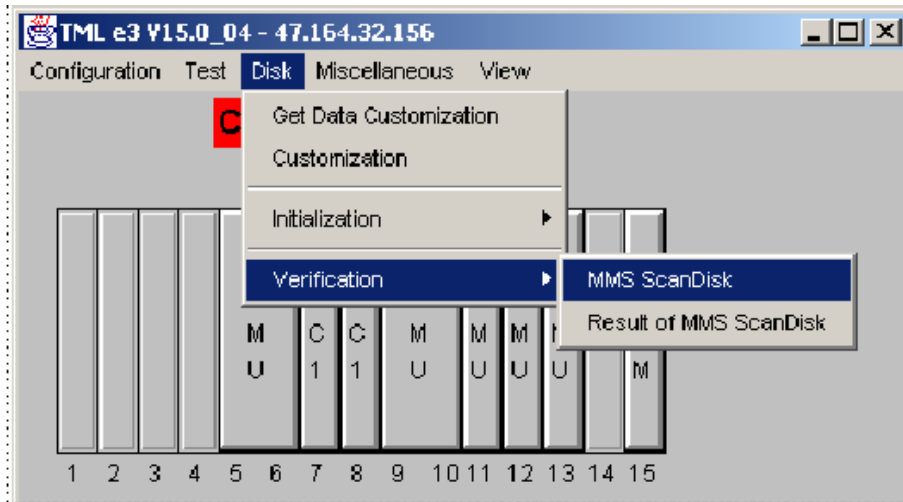 TML e3 V15.0_04 - 47.164.32.156
Configuration Test Disk Miscellaneous View
C
Get Data Customization
Customization
Initialization
Verification
MMS ScanDisk
Result of MMS ScanDisk
M C C M M M
U 1 1 U U U U M
1 2 3 4 5 6 7 8 9 10 11 12 13 14 15